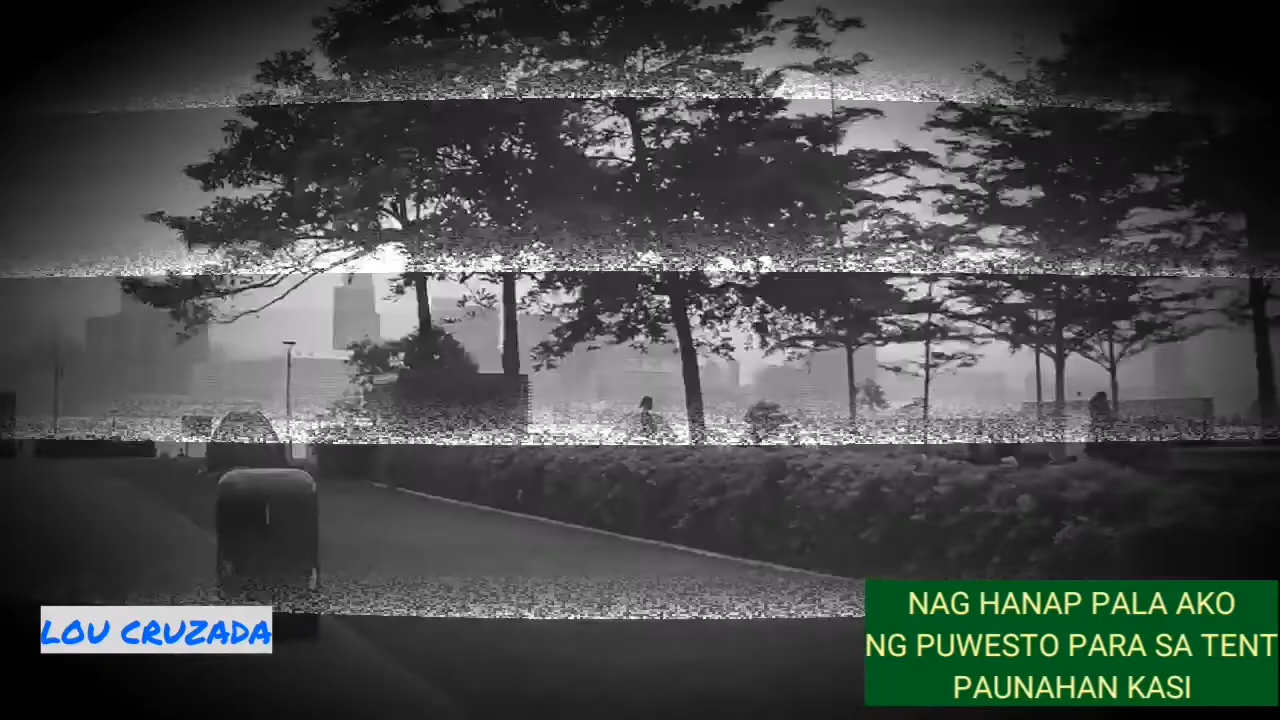 LOU CRUZADA
NAG HANAP PALA AKO
NG PUWESTO PARA SA TENT
PAUNAHAN KASI